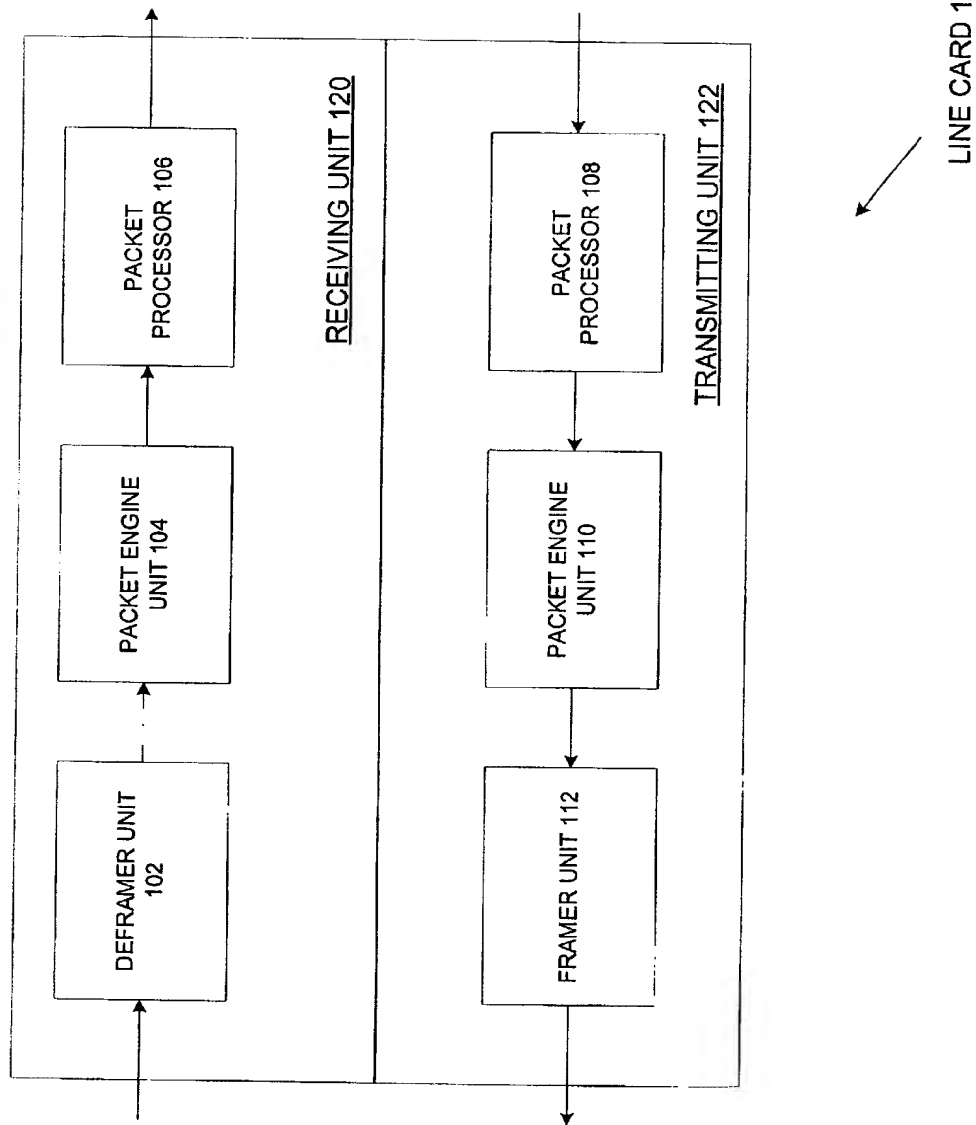 DEFRAMER UNIT
102
PACKET ENGINE
UNIT 104
PACKET
PROCESSOR 106
RECEIVING UNIT 120
FRAMER UNIT 112
PACKET ENGINE
UNIT 110
PACKET
PROCESSOR 108
TRANSMITTING UNIT 122
LINE CARD 1